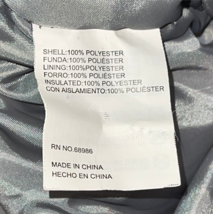 SHELL:100% POLYESTER
FUNDA:100% POLIÉSTER
LINING:100% POLYESTER
FORRO:100% POLIÉSTER
INSULATED:100% POLYESTER
CON AISLAMIENTO:100% POLIÉSTER
RN NO.68986
MADE IN CHINA
HECHO EN CHINA